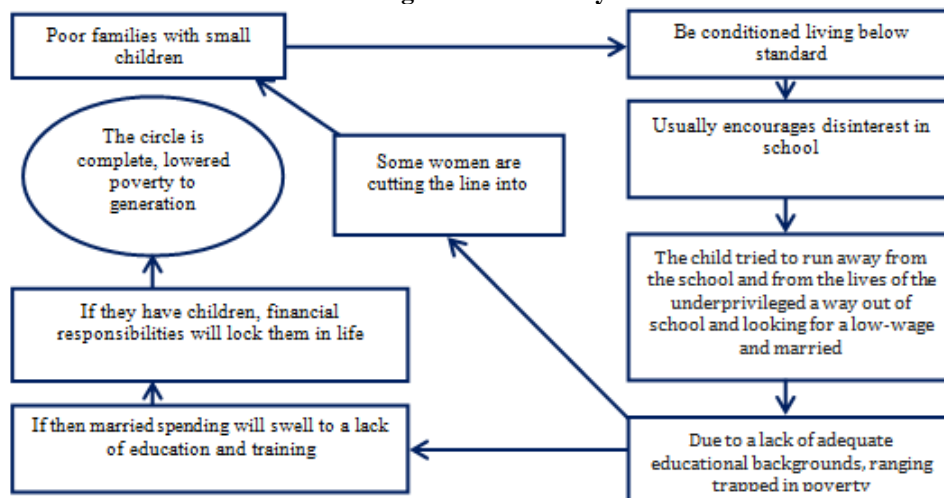 Poor families with small
children
Be conditioned living below
standard
Usually encourages disinterest in
school
The child tried to run away from
the school and from the lives of the
underprivileged a way out of
school and looking for a low-wage
and married
Due to a lack of adequate
educational backgrounds, ranging
trapped in poverty
Some women are
cutting the line into
If then married spending will swell to a lack
of education and training
If they have children, financial
responsibilities will lock them in life
The circle is
complete, lowered
poverty to
generation